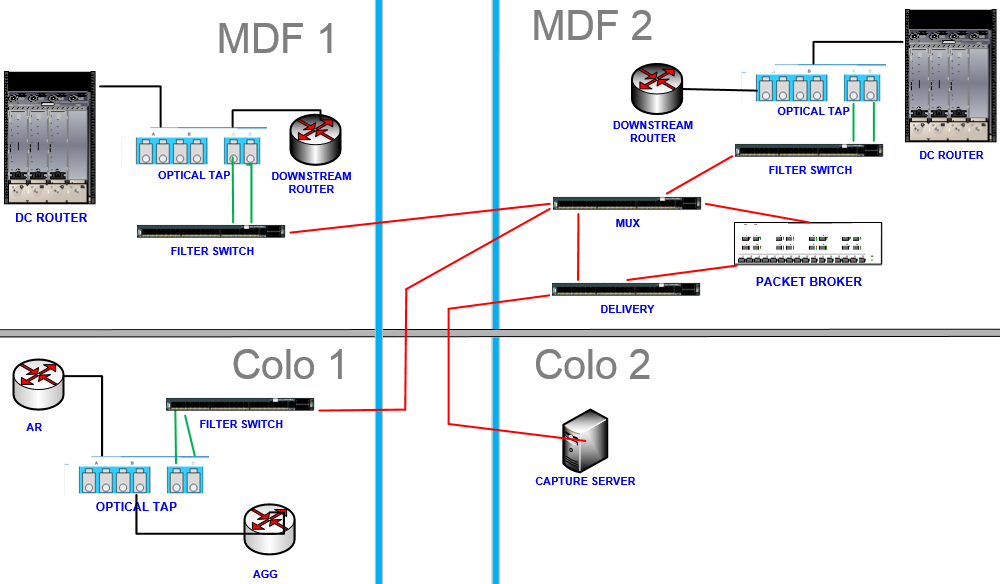 MDF 1
MDF 2
DC ROUTER
A
B
OPTICAL TAP
DOWNSTREAM
ROUTER
FILTER SWITCH
DOWNSTREAM
ROUTER
B
OPTICAL TAP
DC ROUTER
FILTER SWITCH
MUX
PACKET BROKER
DELIVERY
Colo 1
Colo 2
AR
FILTER SWITCH
A
B
OPTICAL TAP
AGG
CAPTURE SERVER